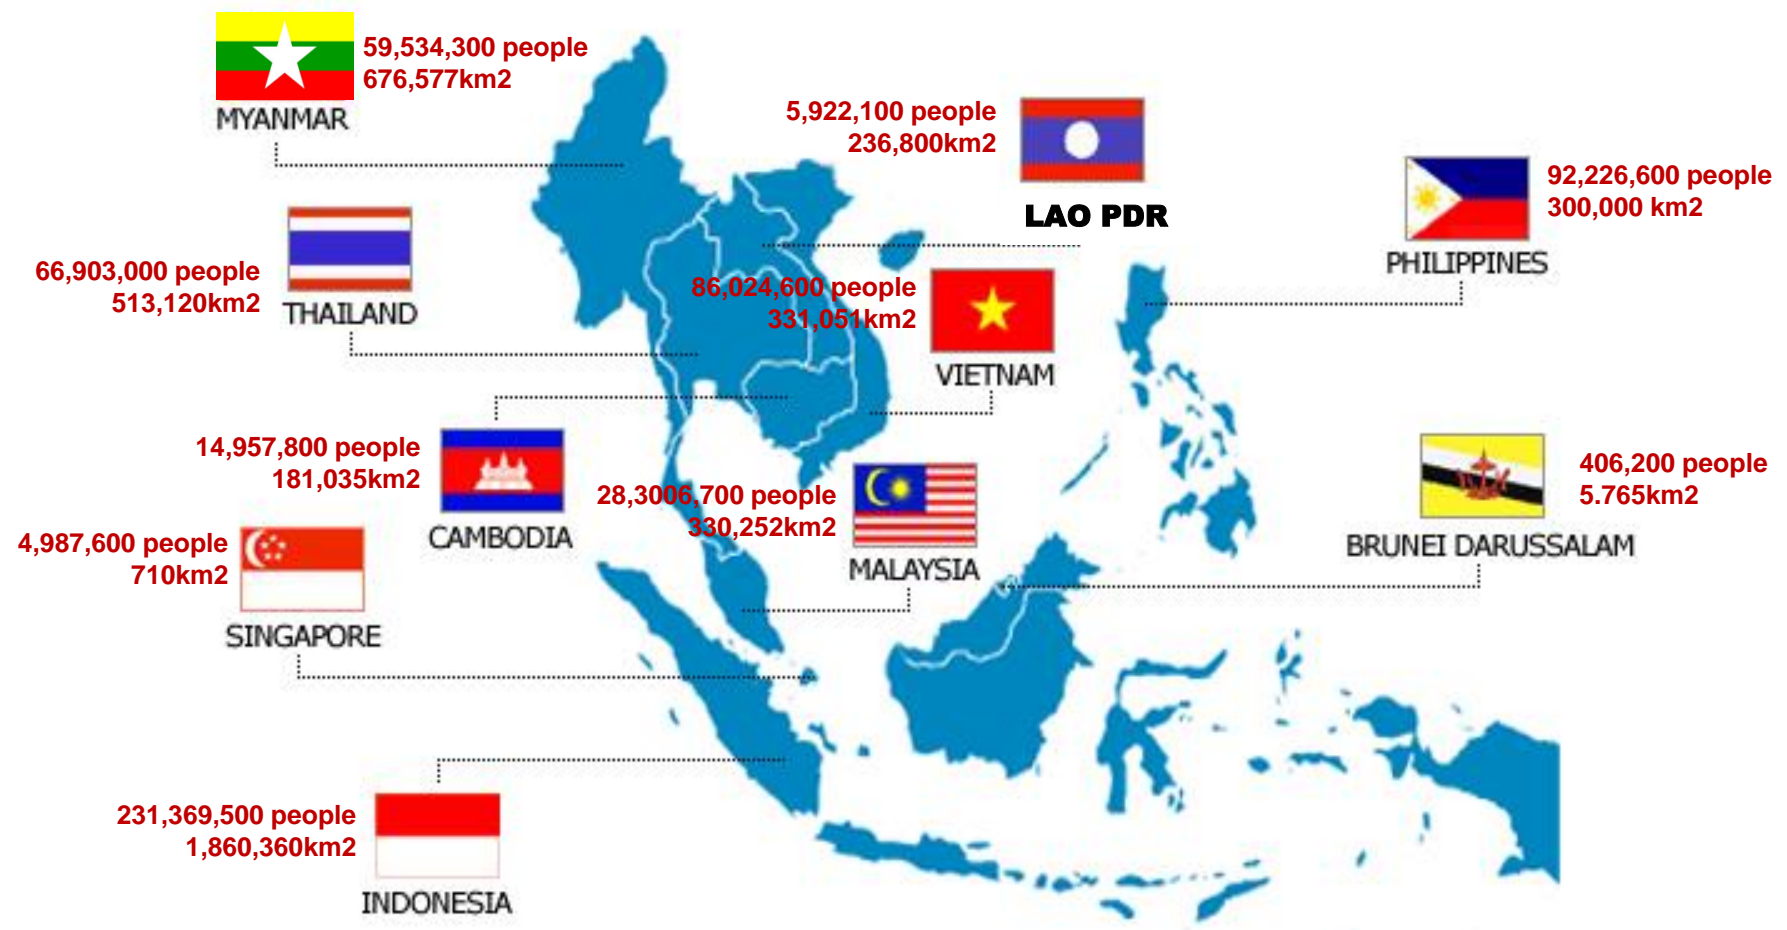 59,534,300 people
676,577km2
MYANMAR
5,922,100 people
236,800km2
LAO PDR
92,226,600 people
300,000 km2
PHILIPPINES
66,903,000 people
513,120km2
THAILAND
86,024,600 people
331,051km2
VIETNAM
14,957,800 people
181,035km2
CAMBODIA
28,3006,700 people
330,252km2
MALAYSIA
406,200 people
5.765km2
BRUNEI DARUSSALAM
4,987,600 people
710km2
SINGAPORE
231,369,500 people
1,860,360km2
INDONESIA